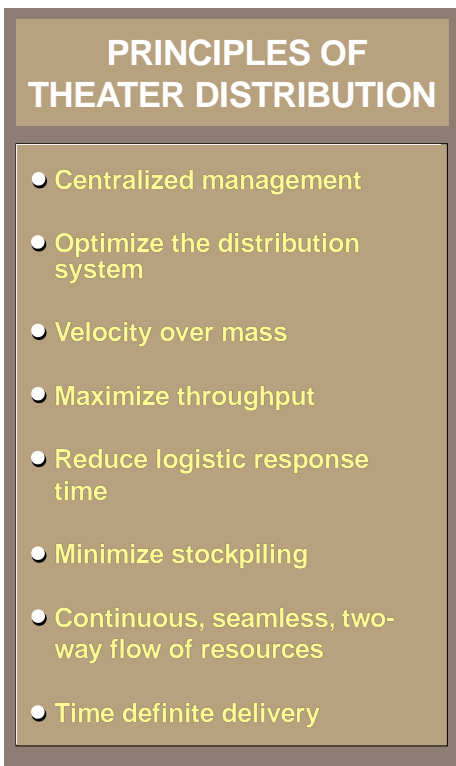 PRINCIPLES OF
THEATER DISTRIBUTION
Centralized management
Optimize the distribution
system
Velocity over mass
Maximize throughput
Reduce logistic response
time
Minimize stockpiling
Continuous, seamless, two-
way flow of resources
Time definite delivery